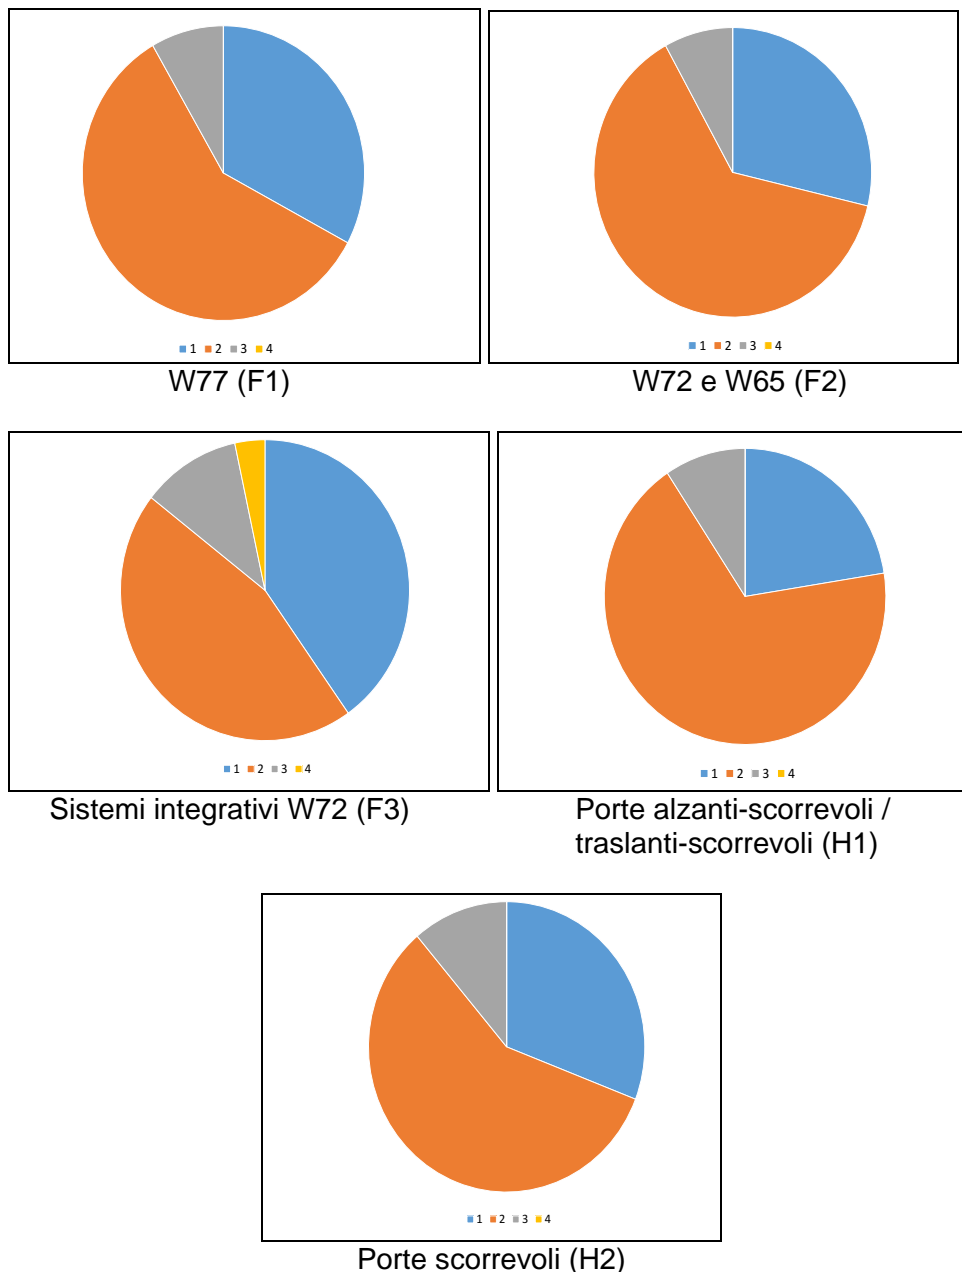 1 2 3 4
W77 (F1)
1 2 3 4
W72 e W65 (F2)
1 2 3 4
Sistemi integrativi W72 (F3)
1 2 3 4
Porte alzanti-scorrevoli /
traslanti-scorrevoli (H1)
1 2 3 4
Porte scorrevoli (H2)